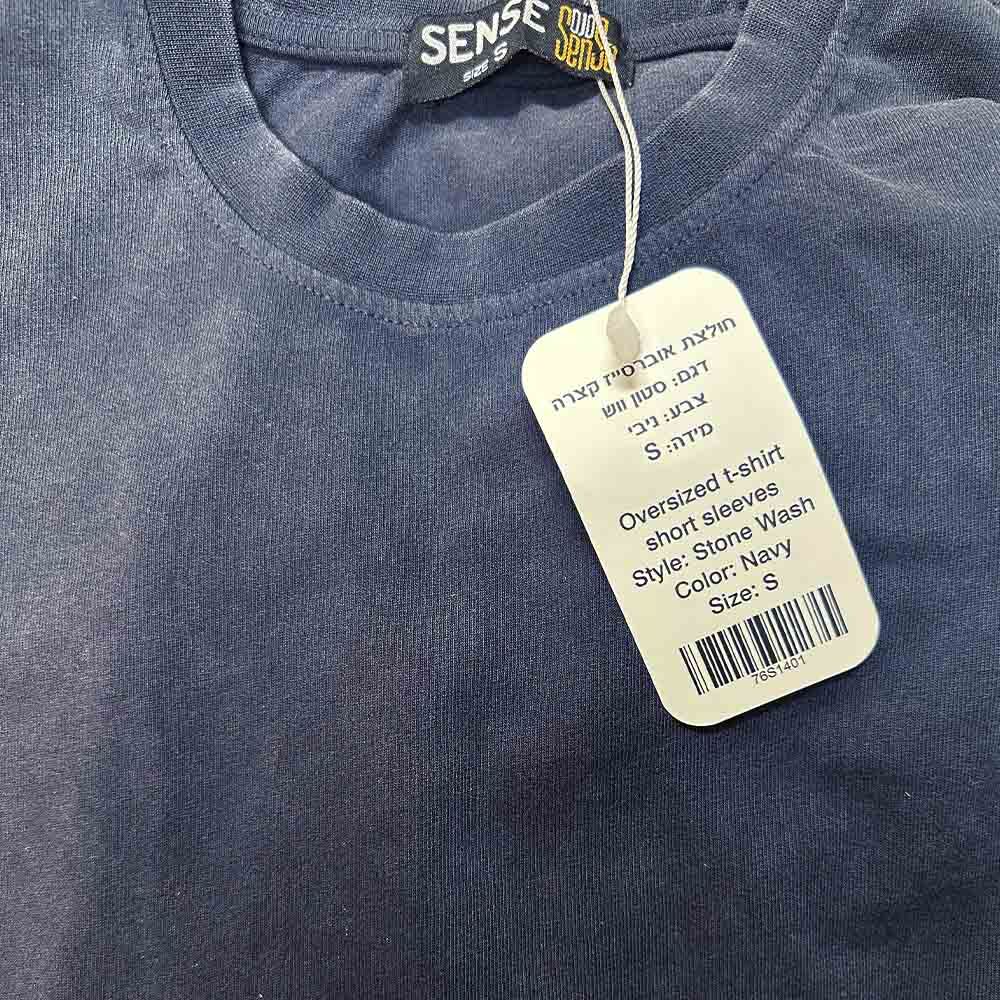 SENSE
SIZE S
SenSe
חולצת אוברסייז קצרה
דגם: סטון ווש
צבע: ניבי
מידה: S
Oversized t-shirt
short sleeves
Style: Stone Wash
Color: Navy
Size: S
76S1401